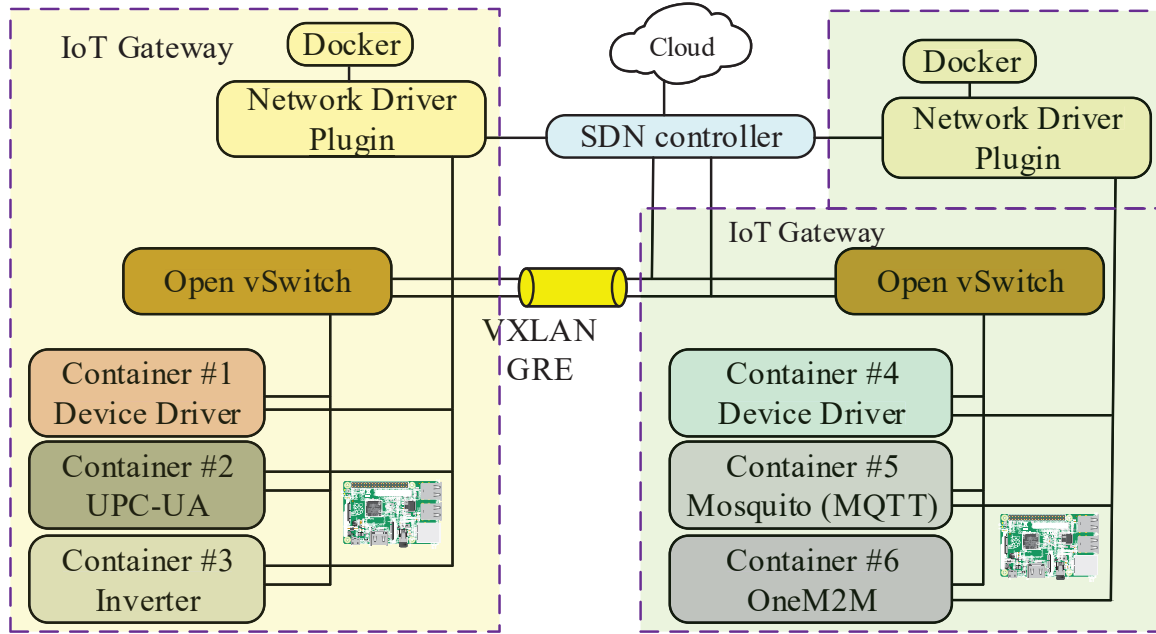 IoT Gateway
Docker
Network Driver
Plugin
Cloud
SDN controller
Docker
Network Driver
Plugin
IoT Gateway
Open vSwitch
VXLAN
GRE
Open vSwitch
Container #1
Device Driver
Container #2
UPC-UA
Container #3
Inverter
Container #4
Device Driver
Container #5
Mosquito (MQTT)
Container #6
OneM2M